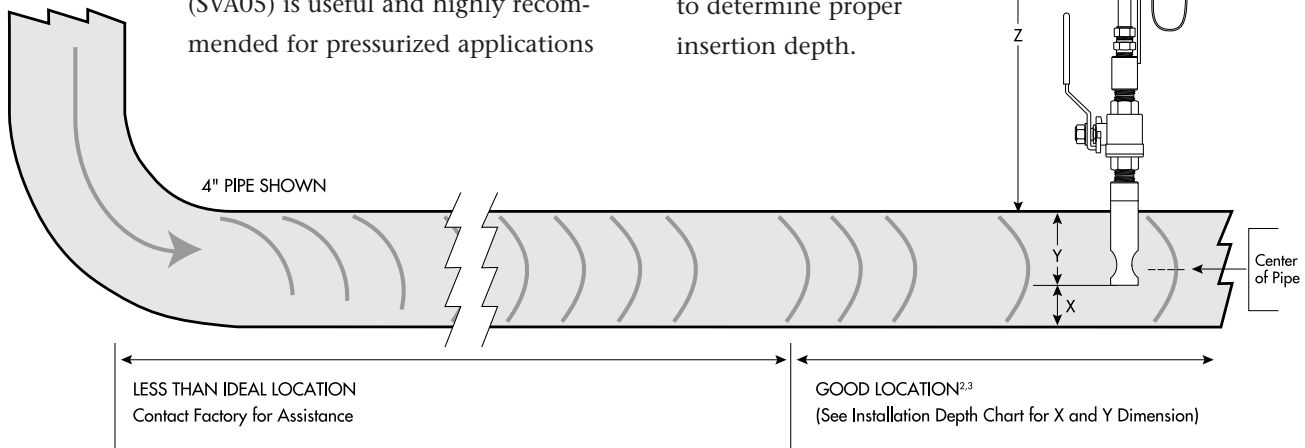 (SVA05) is useful and highly recom-
mended for pressurized applications
to determine proper
insertion depth.
Z
4" PIPE SHOWN
Y
X
Center
of Pipe
LESS THAN IDEAL LOCATION
Contact Factory for Assistance
GOOD LOCATION2,3
(See Installation Depth Chart for X and Y Dimension)